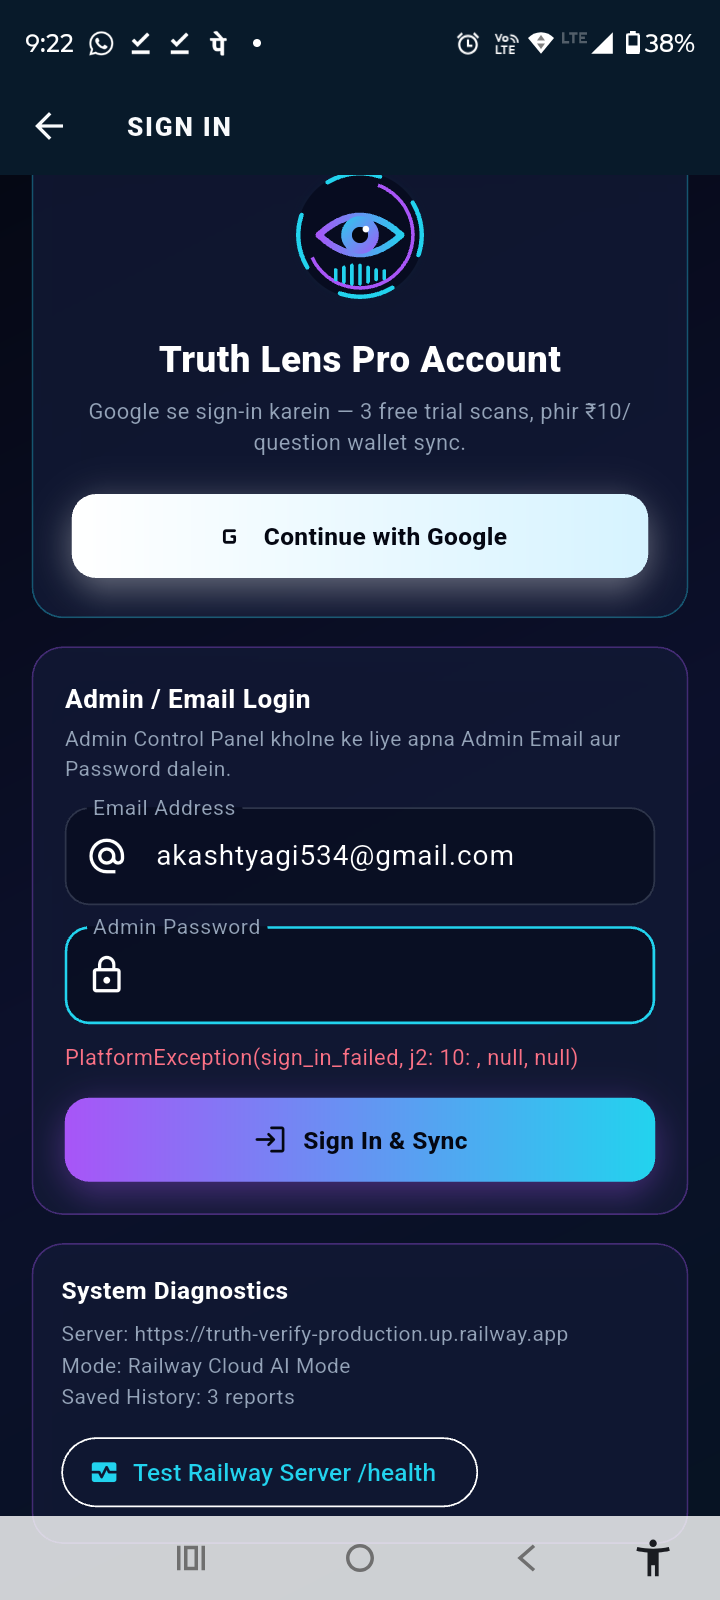 9:22 पे VoD LTE LTE 38%
SIGN IN
Truth Lens Pro Account
Google se sign-in karein — 3 free trial scans, phir ₹10/
question wallet sync.
G Continue with Google
Admin / Email Login
Admin Control Panel kholne ke liye apna Admin Email aur
Password dalein.
Email Address
akashtyagi534@gmail.com
Admin Password
PlatformException(sign_in_failed, j2: 10: , null, null)
Sign In & Sync
System Diagnostics
Server: https://truth-verify-production.up.railway.app
Mode: Railway Cloud AI Mode
Saved History: 3 reports
Test Railway Server /health